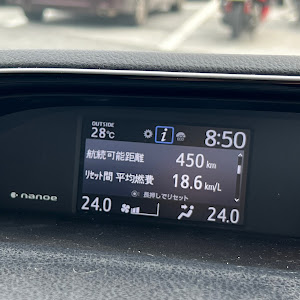 OUTSIDE
28℃ i 8:50
航続可能距離 450 km
リセット間 平均燃費 18.6 km/L
nanoe
長押しでリセット
24.0 24.0